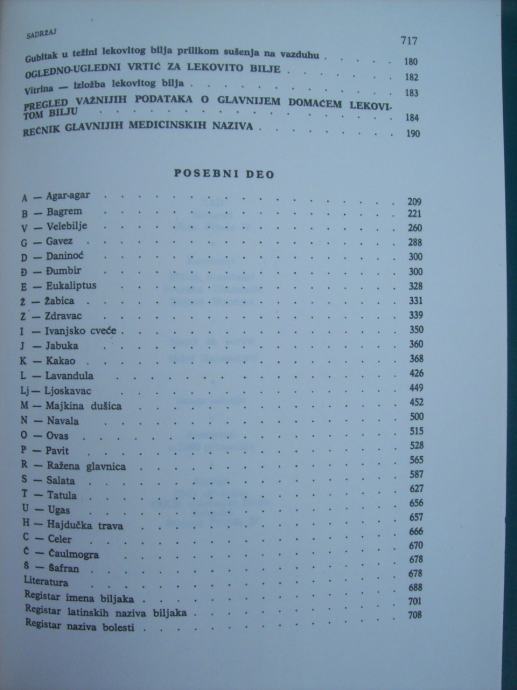 SADRŽAJ 717
Gubitak u težini lekovitog bilja prilikom sušenja na vazduhu 180
OGLEDNO-UGLEDNI VRTIĆ ZA LEKOVITO BILJE . . . . . . 182
Vitrina — izložba lekovitog bilja . . . . . . . . . . 183
PREGLED VAŽNIJIH PODATAKA O GLAVNIJEM DOMAĆEM LEKOVI-
TOM BILJU . . . . . . . . . . . . . . . 184
REČNIK GLAVNIJIH MEDICINSKIH NAZIVA . . . . . . . . 190
POSEBNI DEO
A — Agar-agar . . . . . . . . . . . . . 209
B — Bagrem . . . . . . . . . . . . . 221
V — Velebilje . . . . . . . . . . . . . 260
G — Gavez . . . . . . . . . . . . . 288
D — Daninoć . . . . . . . . . . . . . 300
Đ — Đumbir . . . . . . . . . . . . . 300
E — Eukaliptus . . . . . . . . . . . . . 328
Ž — Žabica . . . . . . . . . . . . . 331
Z — Zdravac . . . . . . . . . . . . . 339
I — Ivanjsko cveće . . . . . . . . . . . . . 350
J — Jabuka . . . . . . . . . . . . . 360
K — Kakao . . . . . . . . . . . . . 368
L — Lavandula . . . . . . . . . . . . . 426
Lj — Ljoskavac . . . . . . . . . . . . . 449
M — Majkina dušica . . . . . . . . . . . . 452
N — Navala . . . . . . . . . . . . . 500
O — Ovas . . . . . . . . . . . . . 515
P — Pavit . . . . . . . . . . . . . 528
R — Ražena glavnica . . . . . . . . . . . . 565
S — Salata . . . . . . . . . . . . . 587
T — Tatula . . . . . . . . . . . . . 627
U — Ugas . . . . . . . . . . . . . 656
H — Hajdučka trava . . . . . . . . . . . . 657
C — Celer . . . . . . . . . . . . . 666
Č — Čaulmogra . . . . . . . . . . . . . 670
Š — Šafran . . . . . . . . . . . . . 678
Literatura . . . . . . . . . . . . . 678
Registar imena biljaka . . . . . . . . . . . . 688
Registar latinskih naziva biljaka . . . . . . . . . . 701
Registar naziva bolesti . . . . . . . . . . . . 708